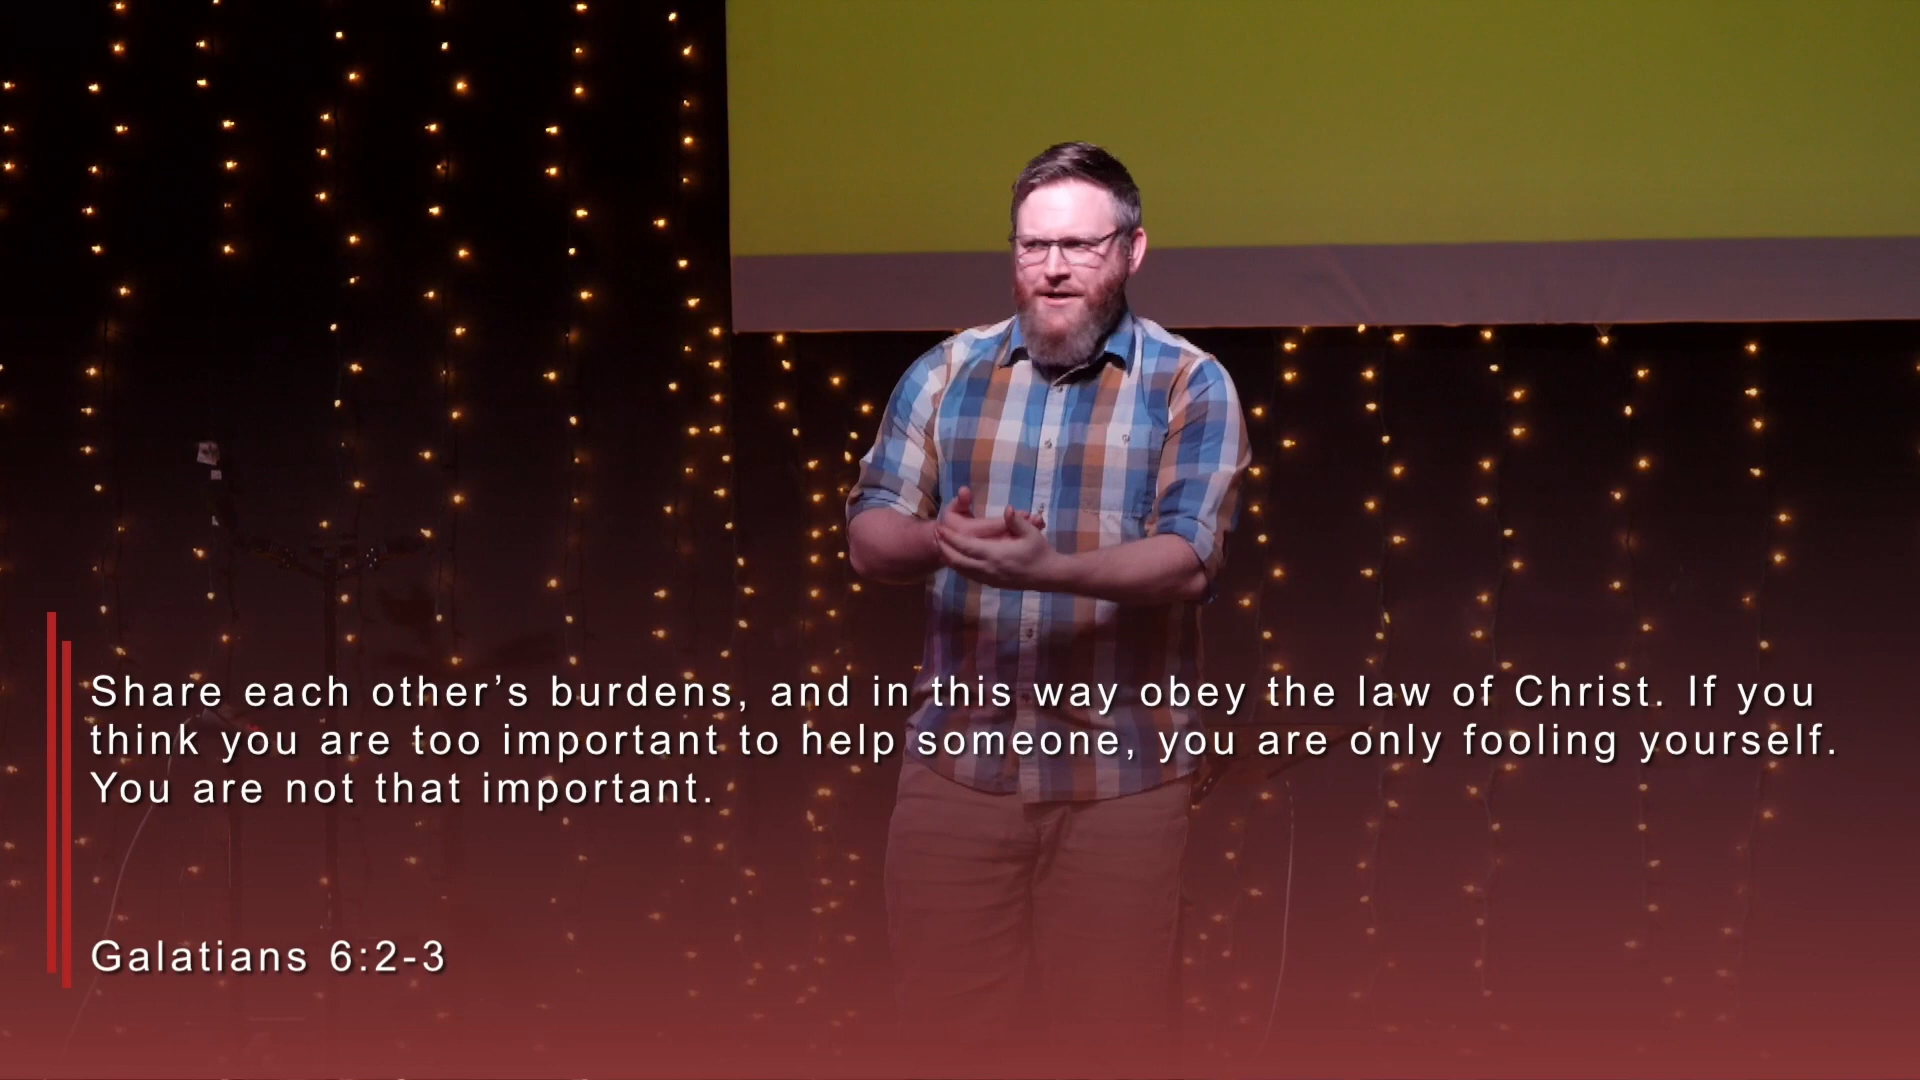 Share each other’s burdens, and in this way obey the law of Christ. If you
think you are too important to help someone, you are only fooling yourself.
You are not that important.
Galatians 6:2-3